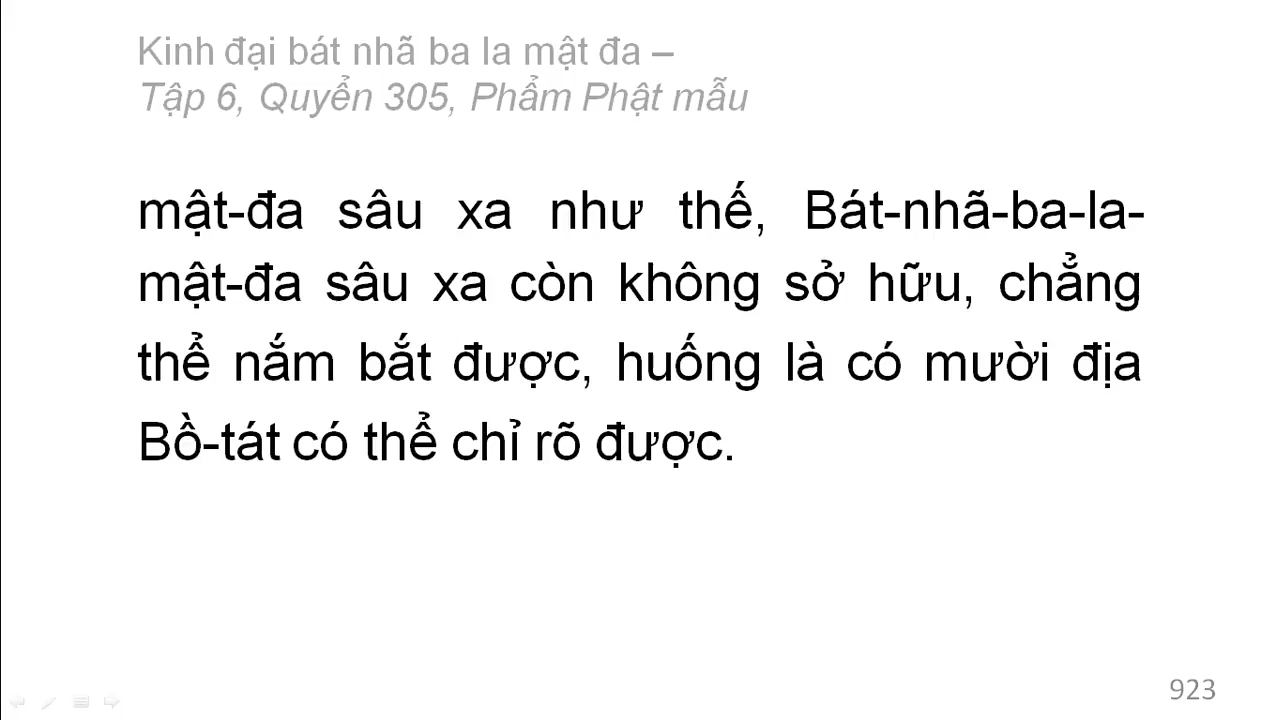 Kinh đại bát nhã ba la mật đa –
Tập 6, Quyển 305, Phẩm Phật mẫu
mật-đa sâu xa như thế, Bát-nhã-ba-la-
mật-đa sâu xa còn không sở hữu, chẳng
thể nắm bắt được, huống là có mười địa
Bồ-tát có thể chỉ rõ được.
923